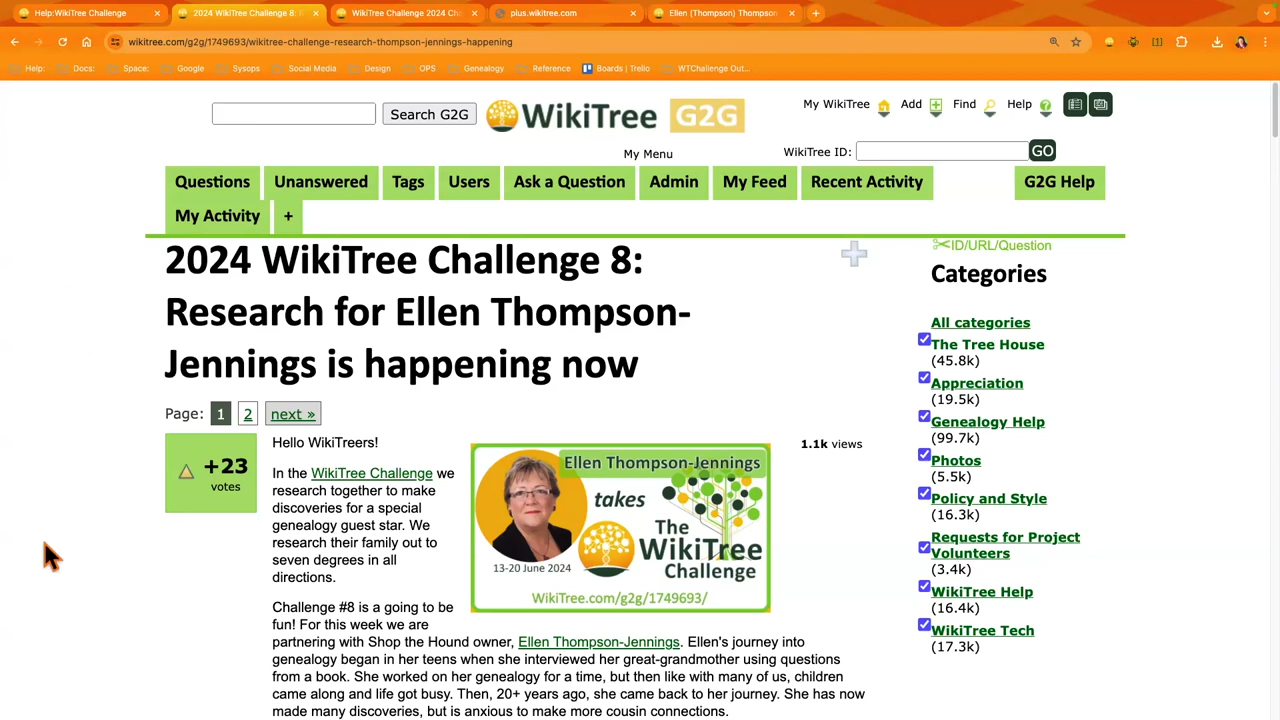 Help:WikiTree Challenge
2024 WikiTree Challenge 8: R
WikiTree Challenge 2024 Cha
plus.wikitree.com
Ellen (Thompson) Thompson
wikitree.com/g2g/1749693/wikitree-challenge-research-thompson-jennings-happening
Help: Docs: Space: Google Sysops Social Media Design OPS Genealogy Reference Boards | Trello WTChallenge Out...
Search G2G
WikiTree G2G
My WikiTree Add Find Help
My Menu
WikiTree ID: GO
Questions Unanswered Tags Users Ask a Question Admin My Feed Recent Activity G2G Help
My Activity +
2024 WikiTree Challenge 8:
Research for Ellen Thompson-
Jennings is happening now
Page: 1 2 next »
+23
votes
1.1k views
Hello WikiTreers!
In the WikiTree Challenge we
research together to make
discoveries for a special
genealogy guest star. We
research their family out to
seven degrees in all
directions.
Challenge #8 is a going to be
fun! For this week we are
partnering with Shop the Hound owner, Ellen Thompson-Jennings. Ellen's journey into
genealogy began in her teens when she interviewed her great-grandmother using questions
from a book. She worked on her genealogy for a time, but then like with many of us, children
came along and life got busy. Then, 20+ years ago, she came back to her journey. She has now
made many discoveries, but is anxious to make more cousin connections.
Ellen Thompson-Jennings
takes
The
WikiTree
Challenge
13-20 June 2024
WikiTree.com/g2g/1749693/
ID/URL/Question
Categories
All categories
The Tree House
(45.8k)
Appreciation
(19.5k)
Genealogy Help
(99.7k)
Photos
(5.5k)
Policy and Style
(16.3k)
Requests for Project
Volunteers
(3.4k)
WikiTree Help
(16.4k)
WikiTree Tech
(17.3k)